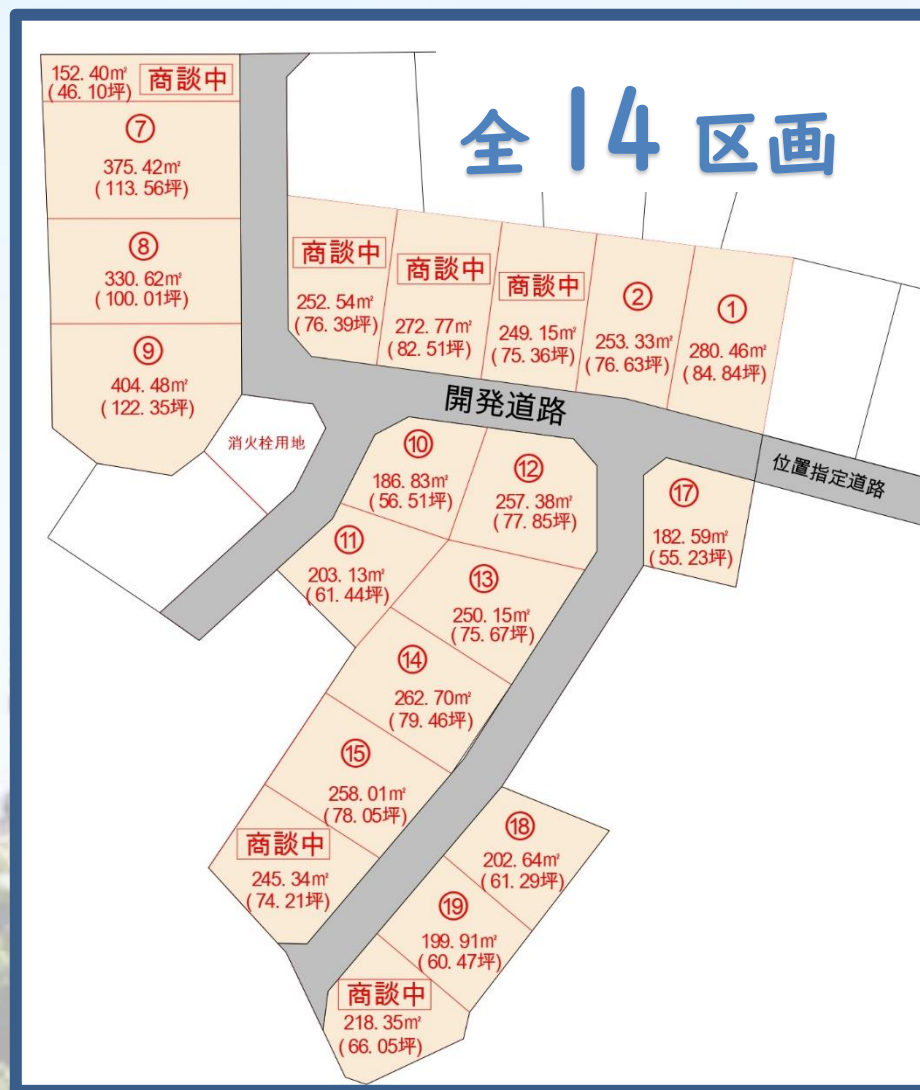 全14区画
152.40㎡
(46.10坪)
商談中
⑦
375.42㎡
(113.56坪)
⑧
330.62㎡
(100.01坪)
⑨
404.48㎡
(122.35坪)
商談中
252.54㎡
(76.39坪)
商談中
272.77㎡
(82.51坪)
商談中
249.15㎡
(75.36坪)
②
253.33㎡
(76.63坪)
①
280.46㎡
(84.84坪)
開発道路
位置指定道路
消火栓用地
⑩
186.83㎡
(56.51坪)
⑫
257.38㎡
(77.85坪)
⑰
182.59㎡
(55.23坪)
⑪
203.13㎡
(61.44坪)
⑬
250.15㎡
(75.67坪)
⑭
262.70㎡
(79.46坪)
⑮
258.01㎡
(78.05坪)
商談中
245.34㎡
(74.21坪)
⑱
202.64㎡
(61.29坪)
⑲
199.91㎡
(60.47坪)
商談中
218.35㎡
(66.05坪)